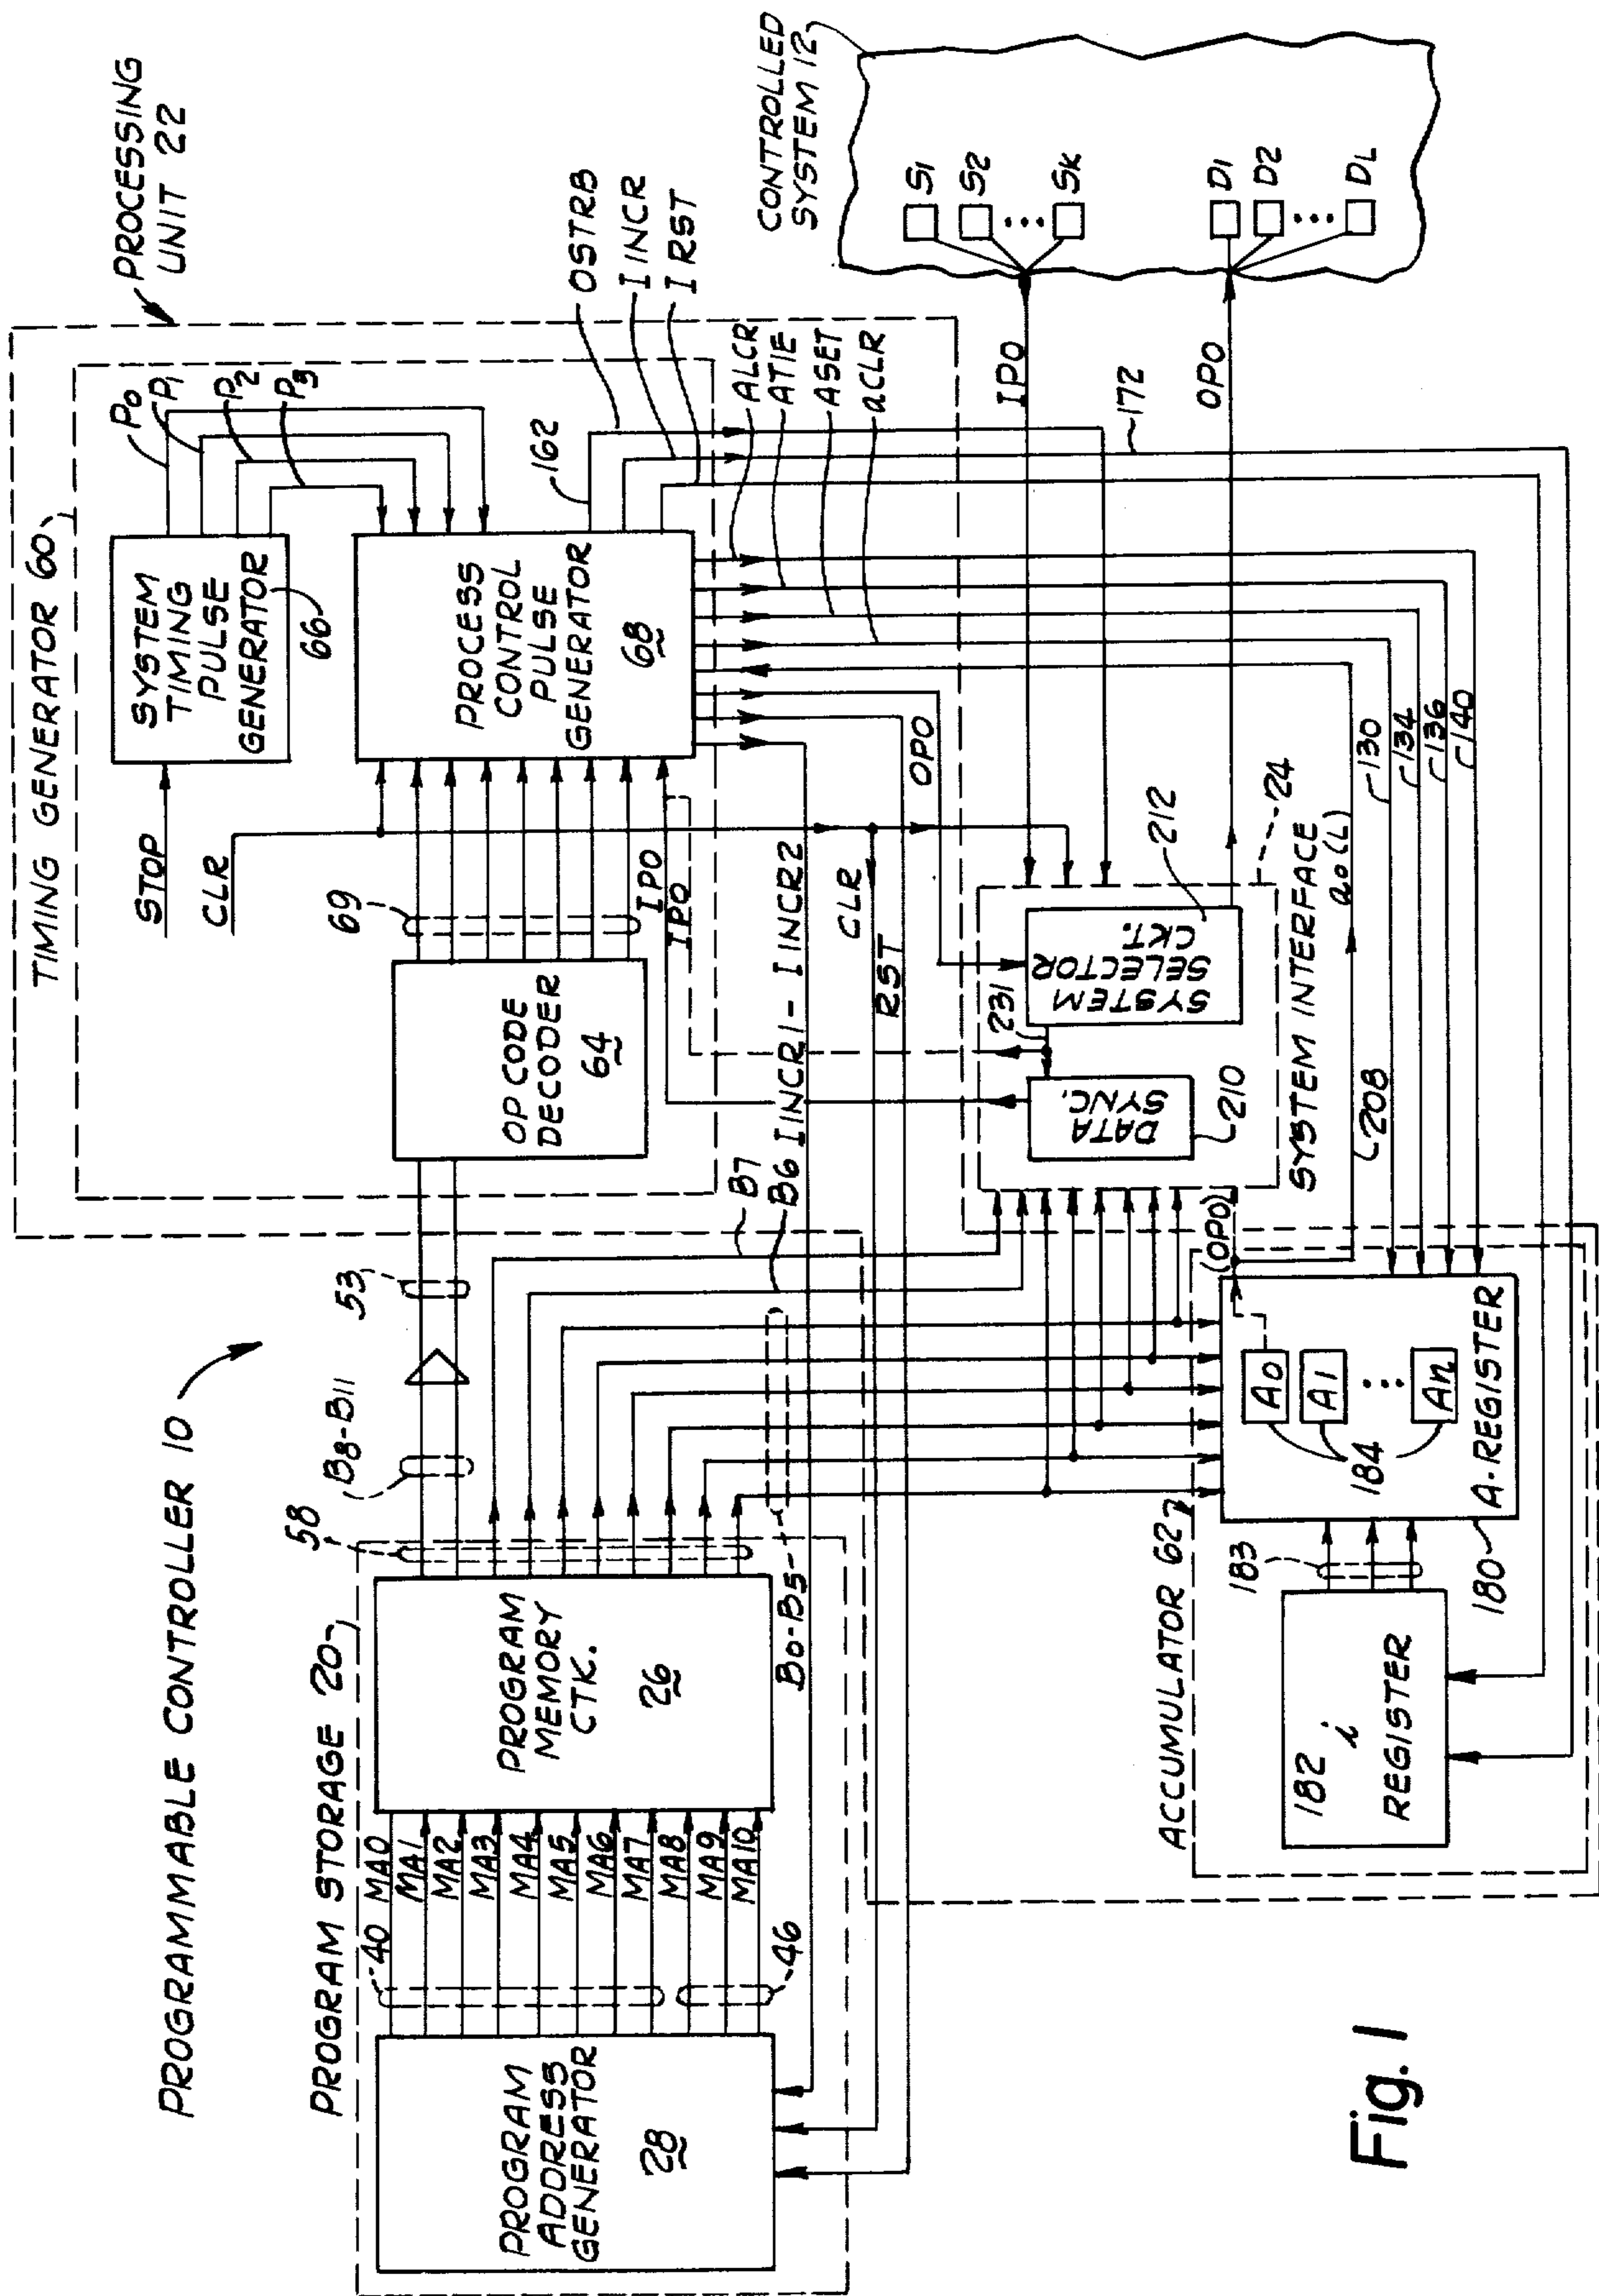 PROGRAMMABLE CONTROLLER 10
PROCESSING
UNIT 22
TIMING GENERATOR 60
STOP
CLR
SYSTEM
TIMING
PULSE
GENERATOR
66
P0
P1
P2
P3
OP CODE
DECODER
64
69
IPO
IPO
PROCESS
CONTROL
PULSE
GENERATOR
68
162
OSTRB
I INCR
I RST
ALCR
ATIE
ASET
aCLR
CONTROLLED
SYSTEM 12
S1
S2
SK
D1
D2
DL
IPO
172
OPO
PROGRAM STORAGE 20
PROGRAM
ADDRESS
GENERATOR
28
40
46
MA0
MA1
MA2
MA3
MA4
MA5
MA6
MA7
MA8
MA9
MA10
PROGRAM
MEMORY
CTK.
26
58
B8-B11
53
B7
B6
B0-B5
IINCR1-IINCR2
CLR
RST
OPO
231
DATA
SYNC.
210
SYSTEM
SELECTOR
CKT.
212
24
SYSTEM INTERFACE
a0(L)
208
130
134
136
140
(OPO)
ACCUMULATOR 62
182
i
REGISTER
183
180
A0
A1
An
184
A-REGISTER
Fig. 1